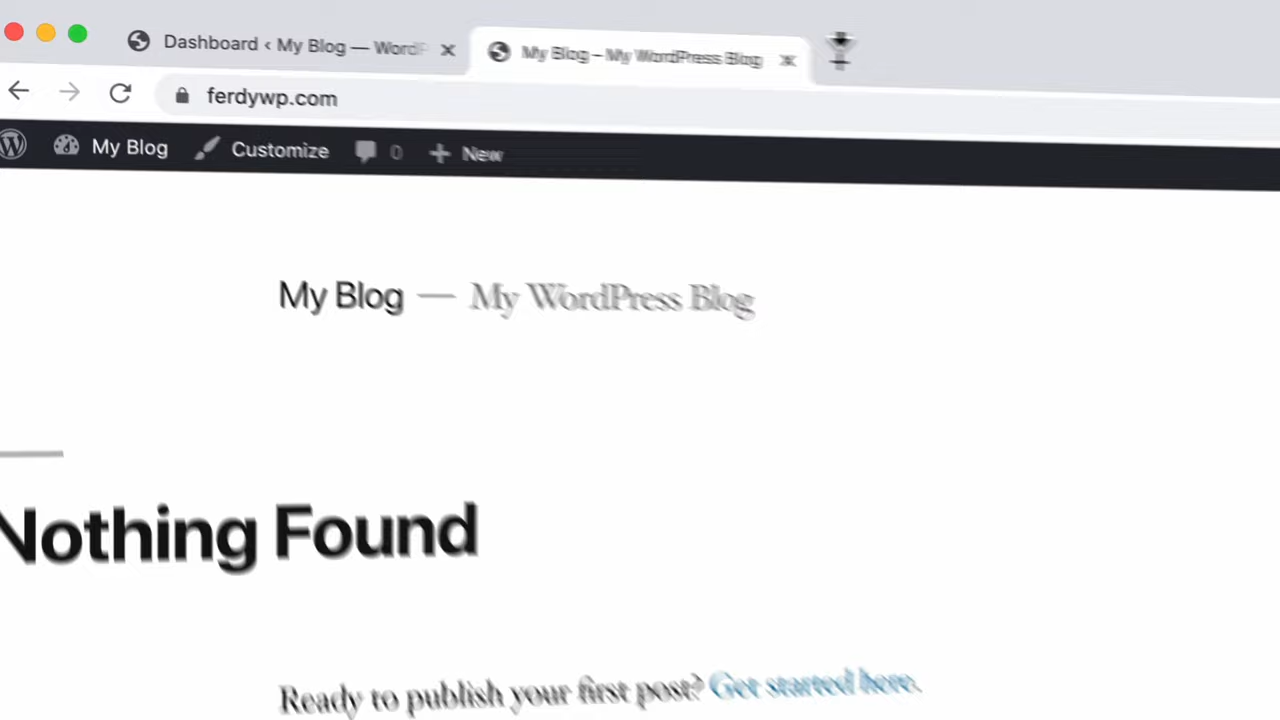 Dashboard ‹ My Blog — WordP
My Blog – My WordPress Blog
ferdywp.com
My Blog Customize 0 New
My Blog — My WordPress Blog
Nothing Found
Ready to publish your first post? Get started here.